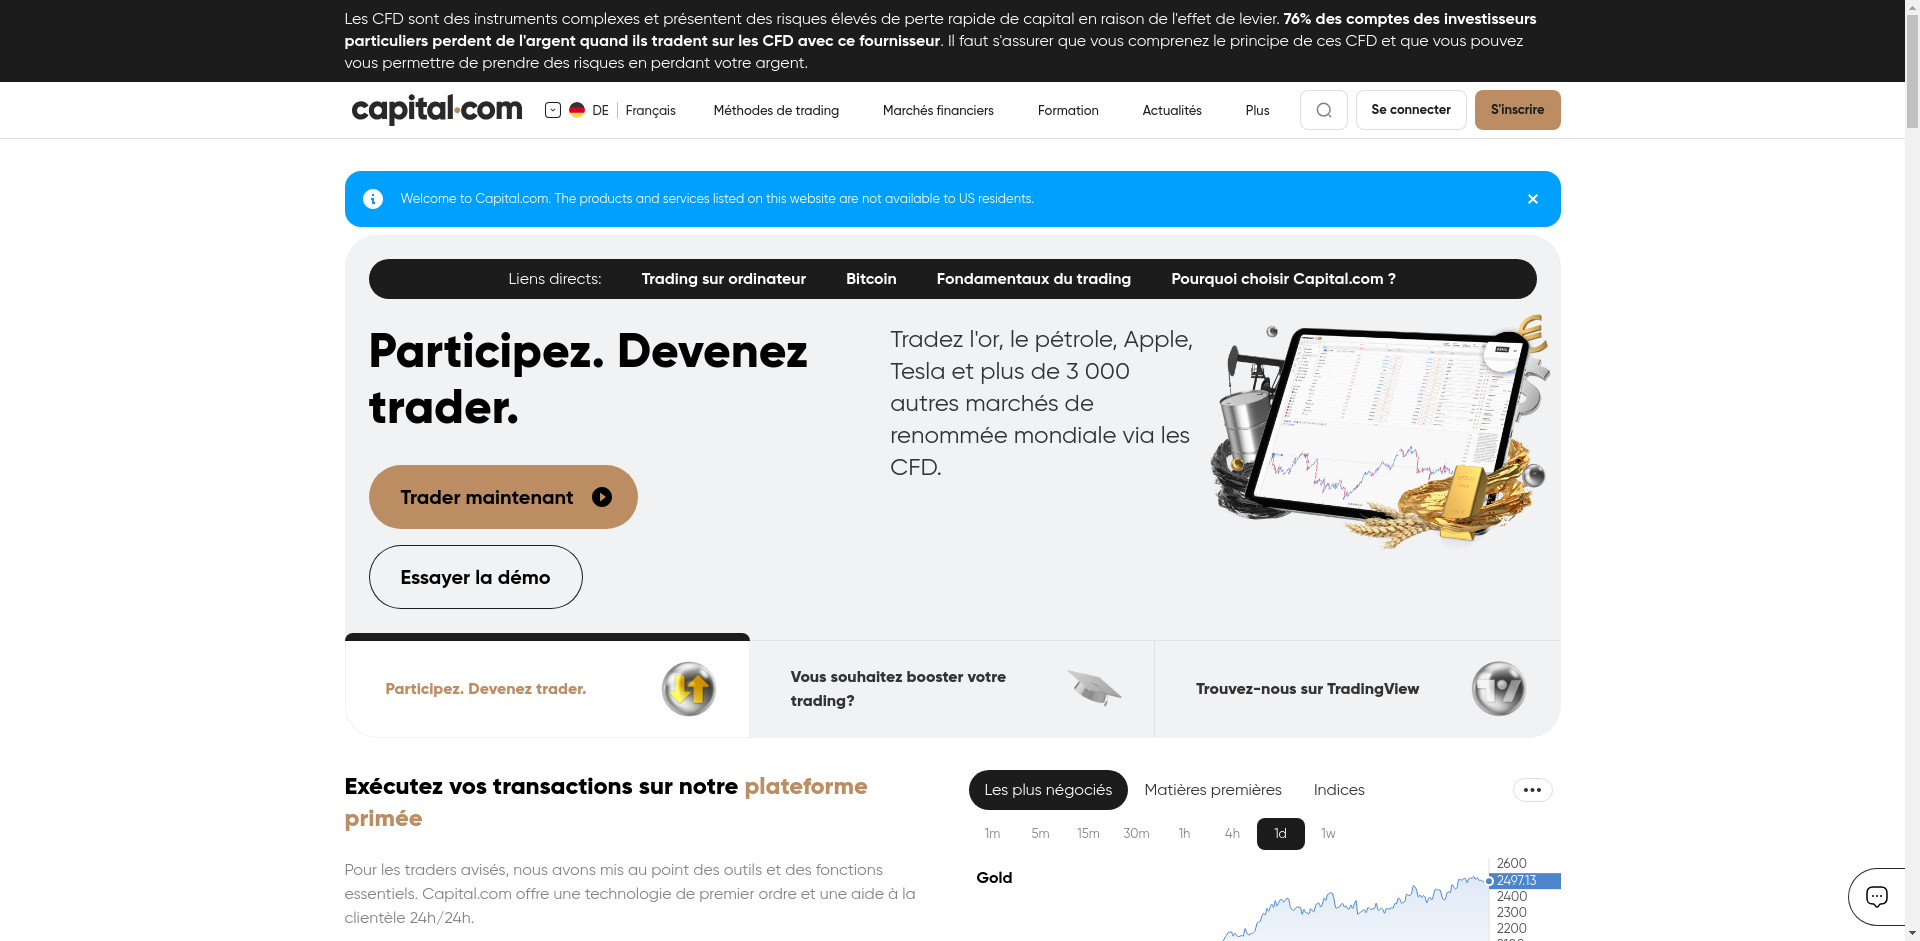 Les CFD sont des instruments complexes et présentent des risques élevés de perte rapide de capital en raison de l'effet de levier. 76% des comptes des investisseurs
particuliers perdent de l'argent quand ils tradent sur les CFD avec ce fournisseur. Il faut s'assurer que vous comprenez le principe de ces CFD et que vous pouvez
vous permettre de prendre des risques en perdant votre argent.
capital.com DE Français Méthodes de trading Marchés financiers Formation Actualités Plus Se connecter S'inscrire
Welcome to Capital.com. The products and services listed on this website are not available to US residents.
Liens directs: Trading sur ordinateur Bitcoin Fondamentaux du trading Pourquoi choisir Capital.com ?
Participez. Devenez
trader.
Tradez l'or, le pétrole, Apple,
Tesla et plus de 3 000
autres marchés de
renommée mondiale via les
CFD.
Trader maintenant
Essayer la démo
Participez. Devenez trader.
Vous souhaitez booster votre
trading?
Trouvez-nous sur TradingView
Exécutez vos transactions sur notre plateforme
primée
Pour les traders avisés, nous avons mis au point des outils et des fonctions
essentiels. Capital.com offre une technologie de premier ordre et une aide à la
clientèle 24h/24h.
Les plus négociés Matières premières Indices
1m 5m 15m 30m 1h 4h 1d 1w
Gold
2600
2497.13
2400
2300
2200